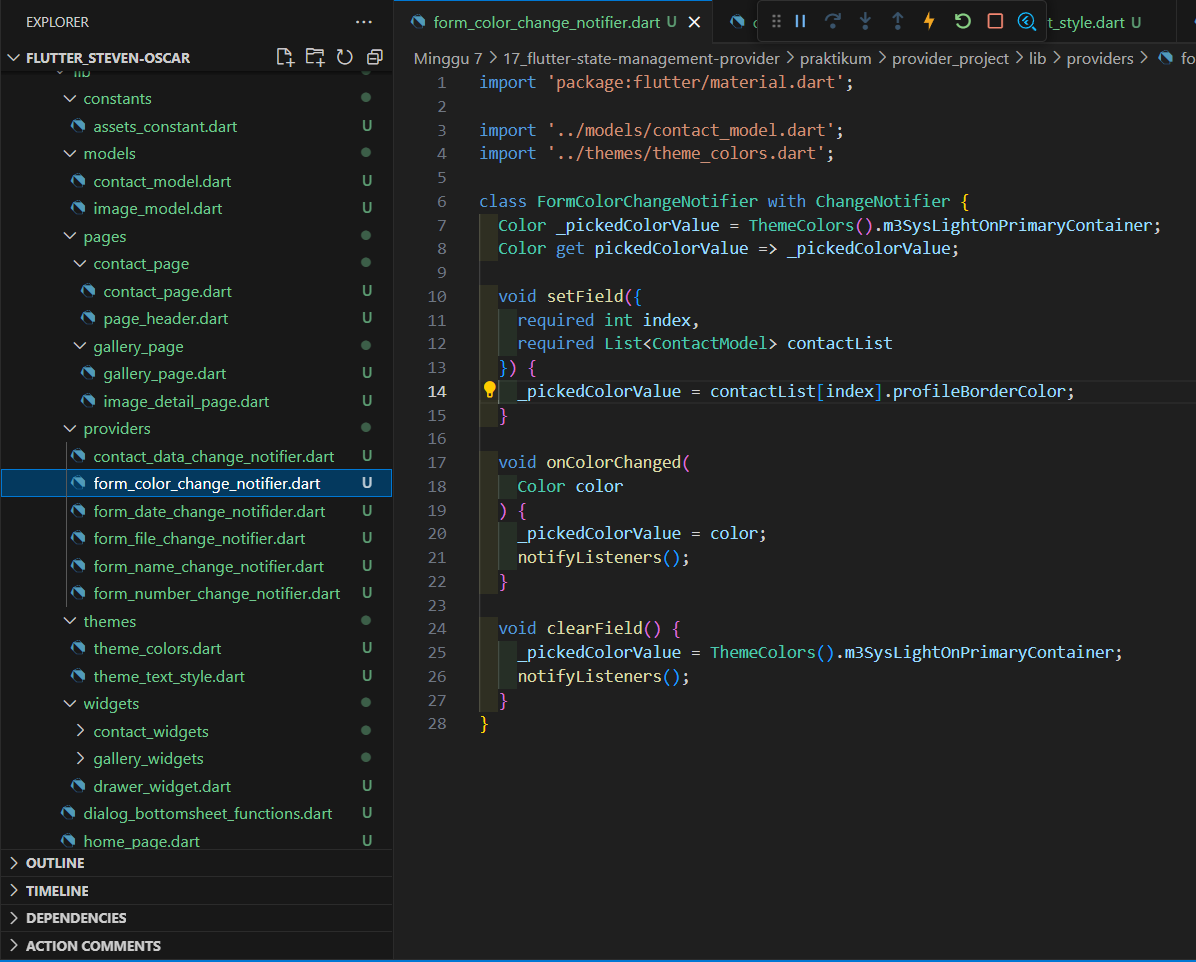 EXPLORER
FLUTTER_STEVEN-OSCAR
lib
constants
assets_constant.dart U
models
contact_model.dart U
image_model.dart U
pages
contact_page
contact_page.dart U
page_header.dart U
gallery_page
gallery_page.dart U
image_detail_page.dart U
providers
contact_data_change_notifier.dart U
form_color_change_notifier.dart U
form_date_change_notifider.dart U
form_file_change_notifier.dart U
form_name_change_notifier.dart U
form_number_change_notifier.dart U
themes
theme_colors.dart U
theme_text_style.dart U
widgets
contact_widgets
gallery_widgets
drawer_widget.dart U
dialog_bottomsheet_functions.dart U
home_page.dart U
OUTLINE
TIMELINE
DEPENDENCIES
ACTION COMMENTS
form_color_change_notifier.dart U
t_style.dart U
Minggu 7 > 17_flutter-state-management-provider > praktikum > provider_project > lib > providers > fo
1 import 'package:flutter/material.dart';
2
3 import '../models/contact_model.dart';
4 import '../themes/theme_colors.dart';
5
6 class FormColorChangeNotifier with ChangeNotifier {
7 Color _pickedColorValue = ThemeColors().m3SysLightOnPrimaryContainer;
8 Color get pickedColorValue => _pickedColorValue;
9
10 void setField({
11 required int index,
12 required List<ContactModel> contactList
13 }) {
14 _pickedColorValue = contactList[index].profileBorderColor;
15 }
16
17 void onColorChanged(
18 Color color
19 ) {
20 _pickedColorValue = color;
21 notifyListeners();
22 }
23
24 void clearField() {
25 _pickedColorValue = ThemeColors().m3SysLightOnPrimaryContainer;
26 notifyListeners();
27 }
28 }